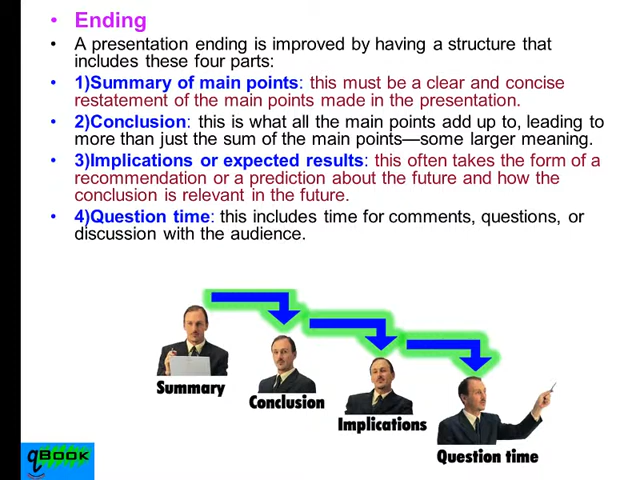 • Ending
• A presentation ending is improved by having a structure that
includes these four parts:
• 1)Summary of main points: this must be a clear and concise
restatement of the main points made in the presentation.
• 2)Conclusion: this is what all the main points add up to, leading to
more than just the sum of the main points—some larger meaning.
• 3)Implications or expected results: this often takes the form of a
recommendation or a prediction about the future and how the
conclusion is relevant in the future.
• 4)Question time: this includes time for comments, questions, or
discussion with the audience.
Summary
Conclusion
Implications
Question time
qBOOK